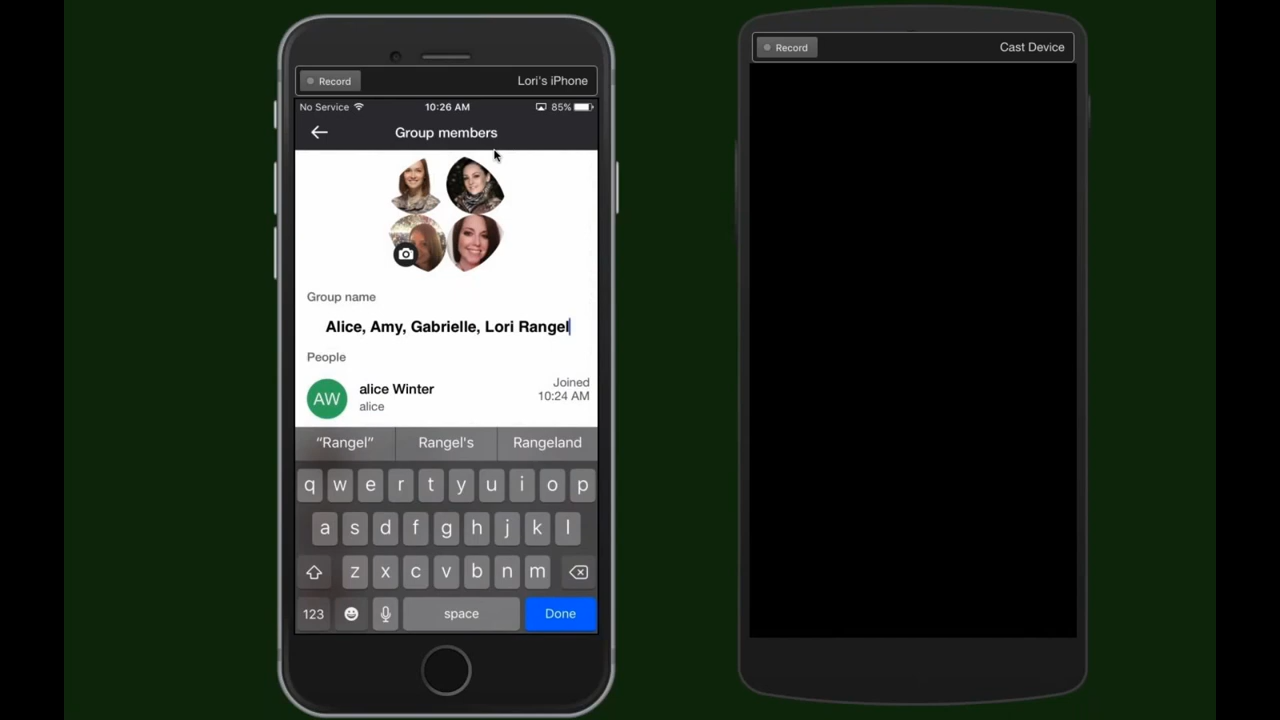 Record Lori's iPhone
No Service 10:26 AM 85%
Group members
Group name
Alice, Amy, Gabrielle, Lori Rangel
People
AW alice Winter
alice
Joined
10:24 AM
“Rangel” Rangel's Rangeland
q w e r t y u i o p
a s d f g h j k l
z x c v b n m
123 space Done
Record Cast Device